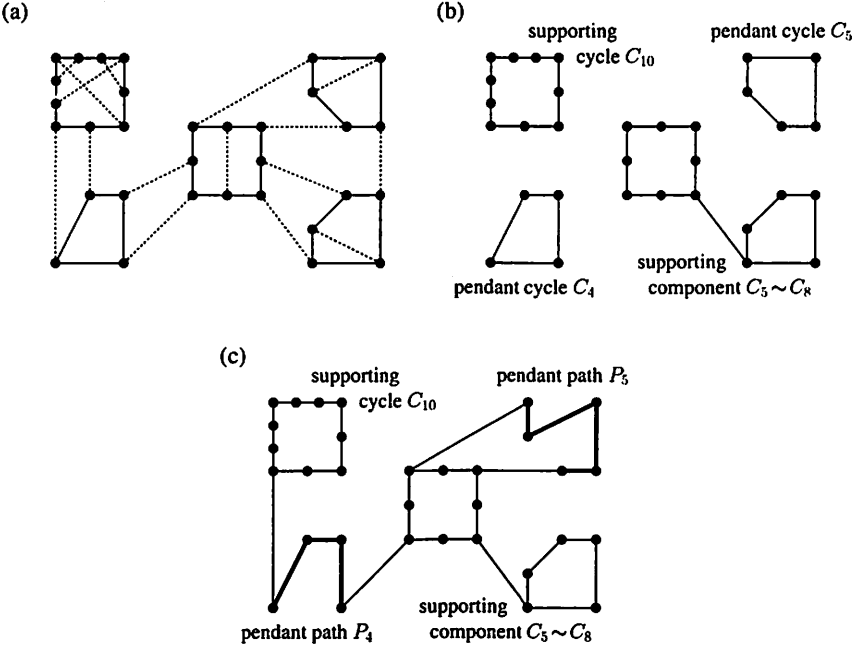 (a)
(b)
supporting
cycle C₁₀
pendant cycle C₅
pendant cycle C₄
supporting
component C₅∼C₈
(c)
supporting
cycle C₁₀
pendant path P₅
pendant path P₄
supporting
component C₅∼C₈